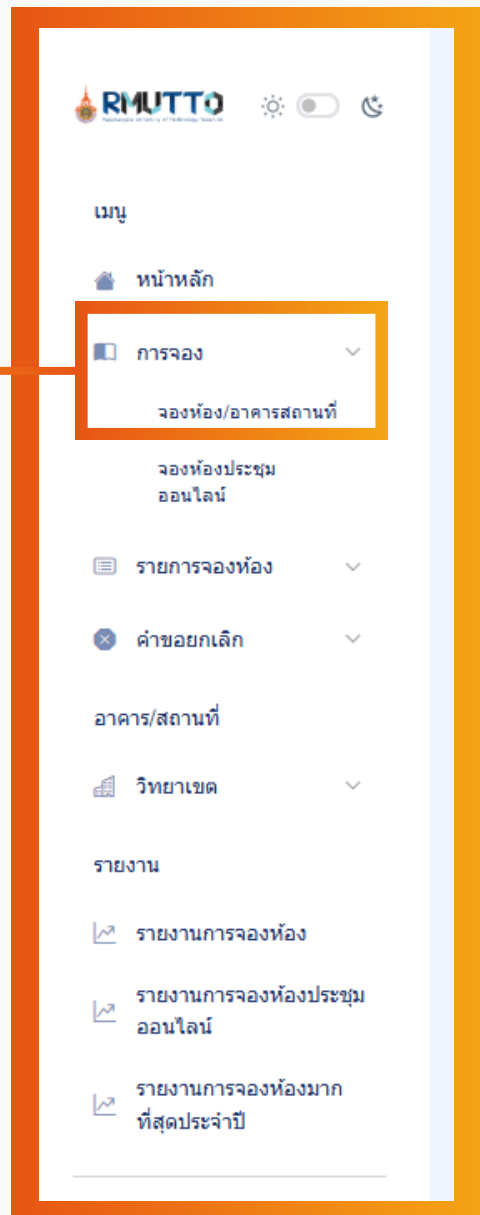 RMUTTO
เมนู
หน้าหลัก
การจอง
จองห้อง/อาคารสถานที่
จองห้องประชุม
ออนไลน์
รายการจองห้อง
คำขอยกเลิก
อาคาร/สถานที่
วิทยาเขต
รายงาน
รายงานการจองห้อง
รายงานการจองห้องประชุม
ออนไลน์
รายงานการจองห้องมาก
ที่สุดประจำปี